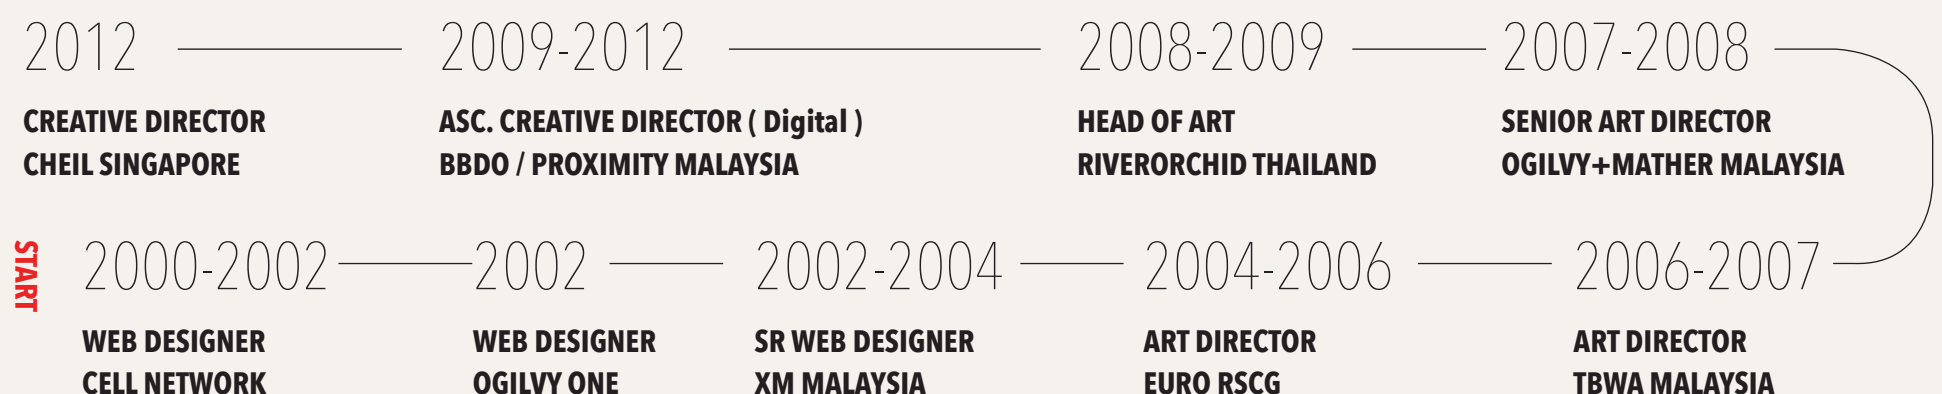 2012
CREATIVE DIRECTOR
CHEIL SINGAPORE
2009-2012
ASC. CREATIVE DIRECTOR ( Digital )
BBDO / PROXIMITY MALAYSIA
2008-2009
HEAD OF ART
RIVERORCHID THAILAND
2007-2008
SENIOR ART DIRECTOR
OGILVY+MATHER MALAYSIA
START
2000-2002
WEB DESIGNER
CELL NETWORK
2002
WEB DESIGNER
OGILVY ONE
2002-2004
SR WEB DESIGNER
XM MALAYSIA
2004-2006
ART DIRECTOR
EURO RSCG
2006-2007
ART DIRECTOR
TBWA MALAYSIA